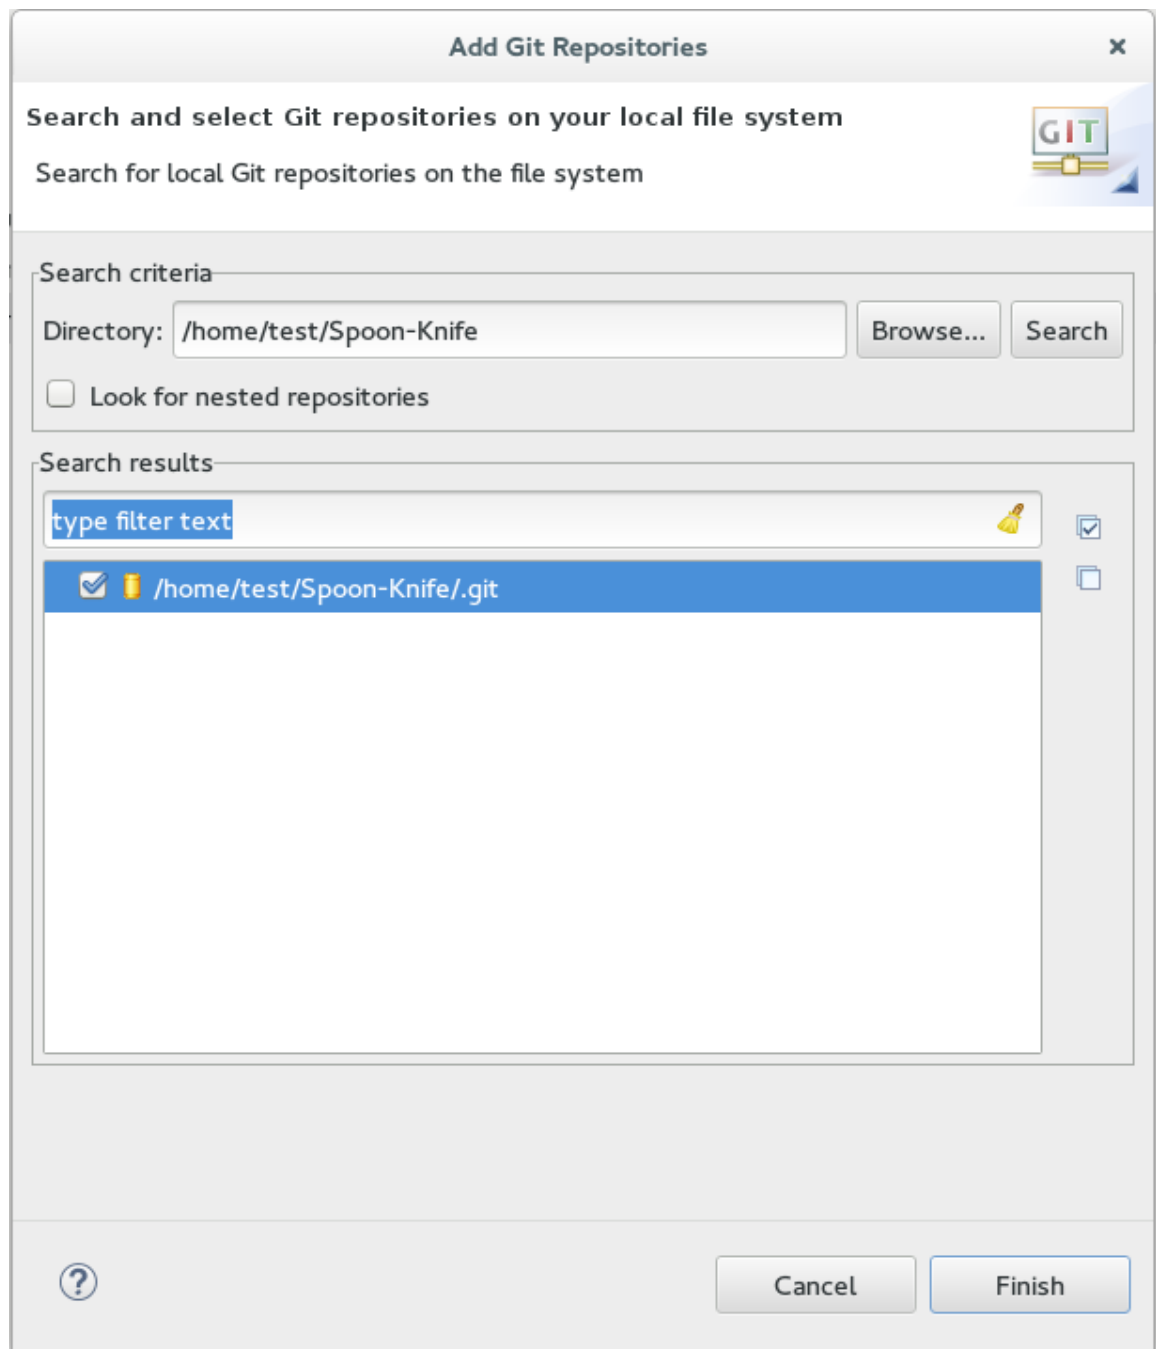 Add Git Repositories
Search and select Git repositories on your local file system
Search for local Git repositories on the file system
GIT
Search criteria
Directory: /home/test/Spoon-Knife Browse... Search
Look for nested repositories
Search results
type filter text
/home/test/Spoon-Knife/.git
? Cancel Finish